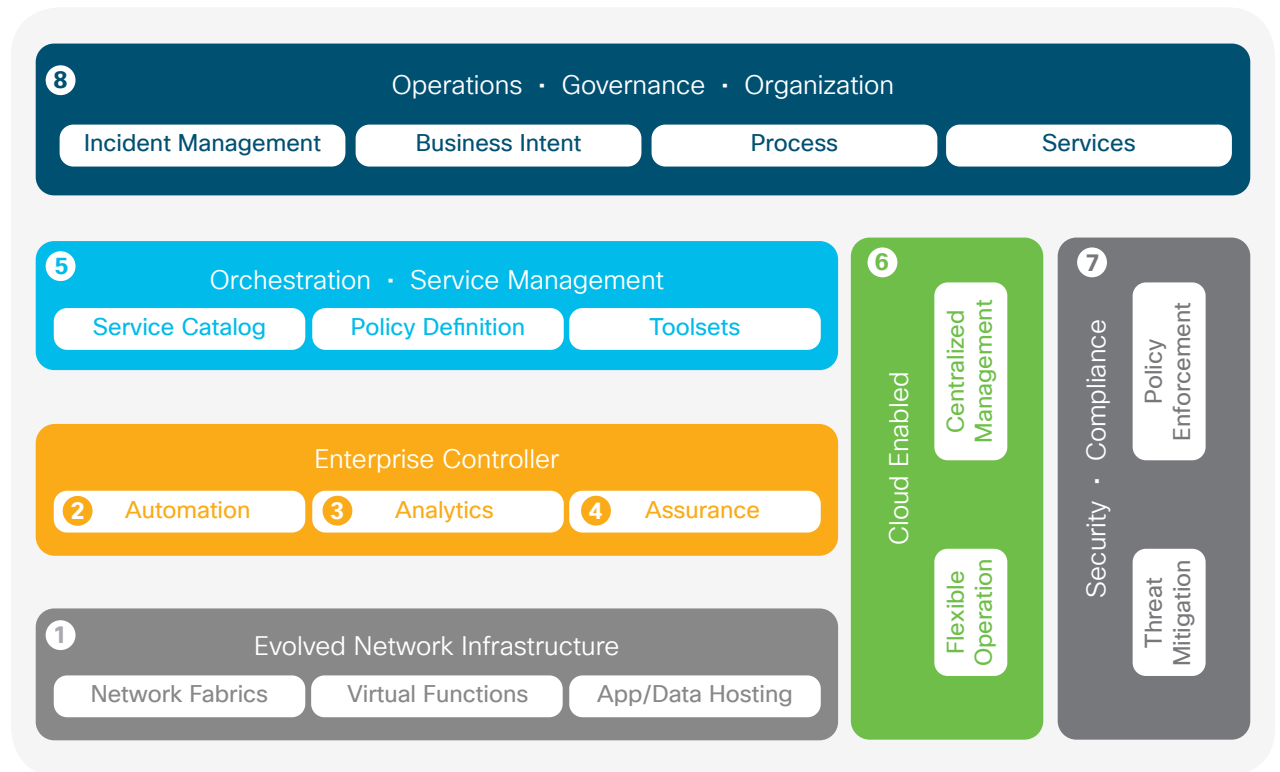 8
Operations · Governance · Organization
Incident Management
Business Intent
Process
Services
5
Orchestration · Service Management
Service Catalog
Policy Definition
Toolsets
Enterprise Controller
2 Automation
3 Analytics
4 Assurance
1
Evolved Network Infrastructure
Network Fabrics
Virtual Functions
App/Data Hosting
6
Cloud Enabled
Centralized
Management
Flexible
Operation
7
Security · Compliance
Policy
Enforcement
Threat
Mitigation